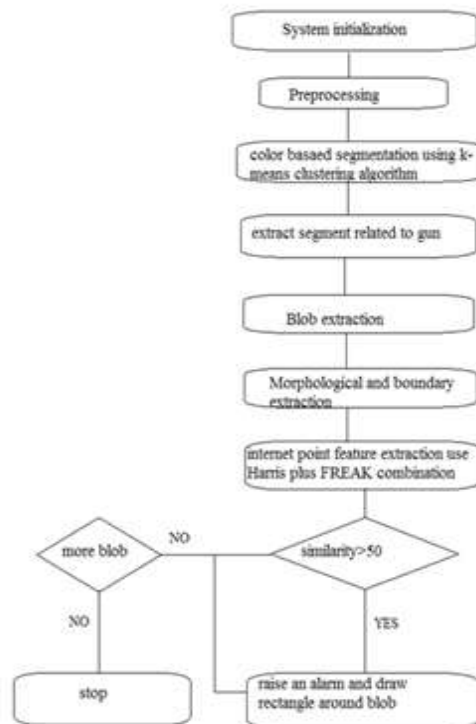 System initialization
Preprocessing
color basaed segmentation using k-
means clustering algorithm
extract segment related to gun
Blob extraction
Morphological and boundary
extraction
internet point feature extraction use
Harris plus FREAK combination
similarity>50
NO
more blob
NO
YES
stop
raise an alarm and draw
rectangle around blob